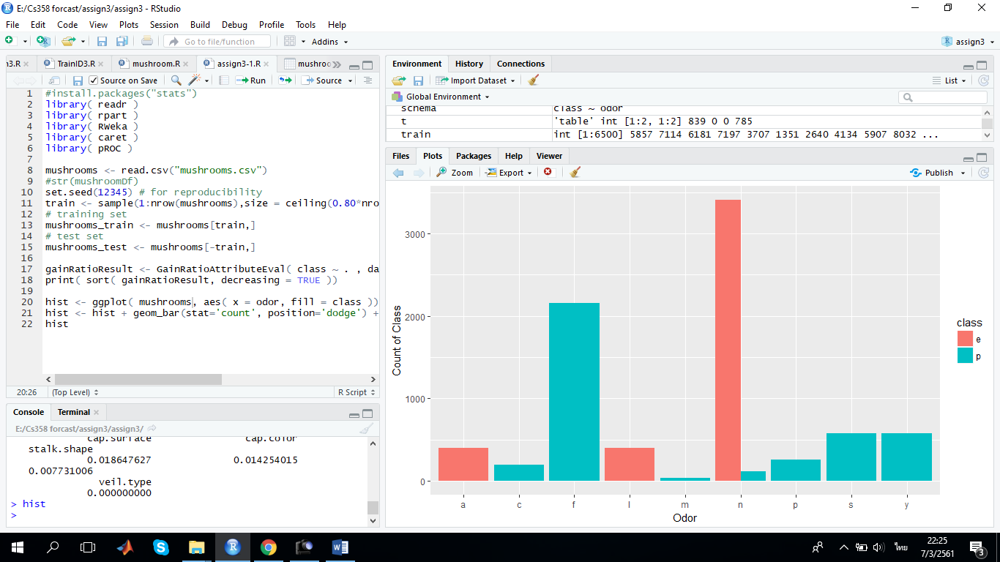 E:/Cs358 forcast/assign3/assign3 - RStudio
File Edit Code View Plots Session Build Debug Profile Tools Help
Go to file/function Addins assign3
n3.R TrainID3.R mushroom.R assign3-1.R mushroo
Source on Save Run Source
1 #install.packages("stats")
2 library( readr )
3 library( rpart )
4 library( RWeka )
5 library( caret )
6 library( pROC )
7
8 mushrooms <- read.csv("mushrooms.csv")
9 #str(mushroomDf)
10 set.seed(12345) # for reproducibility
11 train <- sample(1:nrow(mushrooms),size = ceiling(0.80*nro
12 # training set
13 mushrooms_train <- mushrooms[train,]
14 # test set
15 mushrooms_test <- mushrooms[-train,]
16
17 gainRatioResult <- GainRatioAttributeEval( class ~ . , da
18 print( sort( gainRatioResult, decreasing = TRUE ))
19
20 hist <- ggplot( mushrooms, aes( x = odor, fill = class ))
21 hist <- hist + geom_bar(stat='count', position='dodge') +
22 hist
20:26 (Top Level) R Script
Console Terminal
E:/Cs358 forcast/assign3/assign3/
cap.surface cap.color
stalk.shape
0.018647627 0.014254015
0.007731006
veil.type
0.000000000
> hist
>
Environment History Connections
Import Dataset List
Global Environment
schema class ~ odor
t 'table' int [1:2, 1:2] 839 0 0 785
train int [1:6500] 5857 7114 6181 7197 3707 1351 2640 4134 5907 8032 ...
Files Plots Packages Help Viewer
Zoom Export Publish
Count of Class
3000
2000
1000
0
a c f l m n p s y
Odor
class
e
p
ไทย
22:25
7/3/2561
3